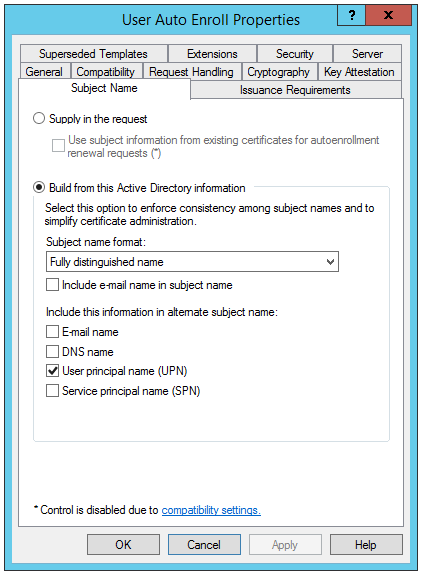 User Auto Enroll Properties
? x
Superseded Templates Extensions Security Server
General Compatibility Request Handling Cryptography Key Attestation
Subject Name Issuance Requirements
Supply in the request
Use subject information from existing certificates for autoenrollment
renewal requests (*)
Build from this Active Directory information
Select this option to enforce consistency among subject names and to
simplify certificate administration.
Subject name format:
Fully distinguished name
Include e-mail name in subject name
Include this information in alternate subject name:
E-mail name
DNS name
User principal name (UPN)
Service principal name (SPN)
* Control is disabled due to compatibility settings.
OK Cancel Apply Help